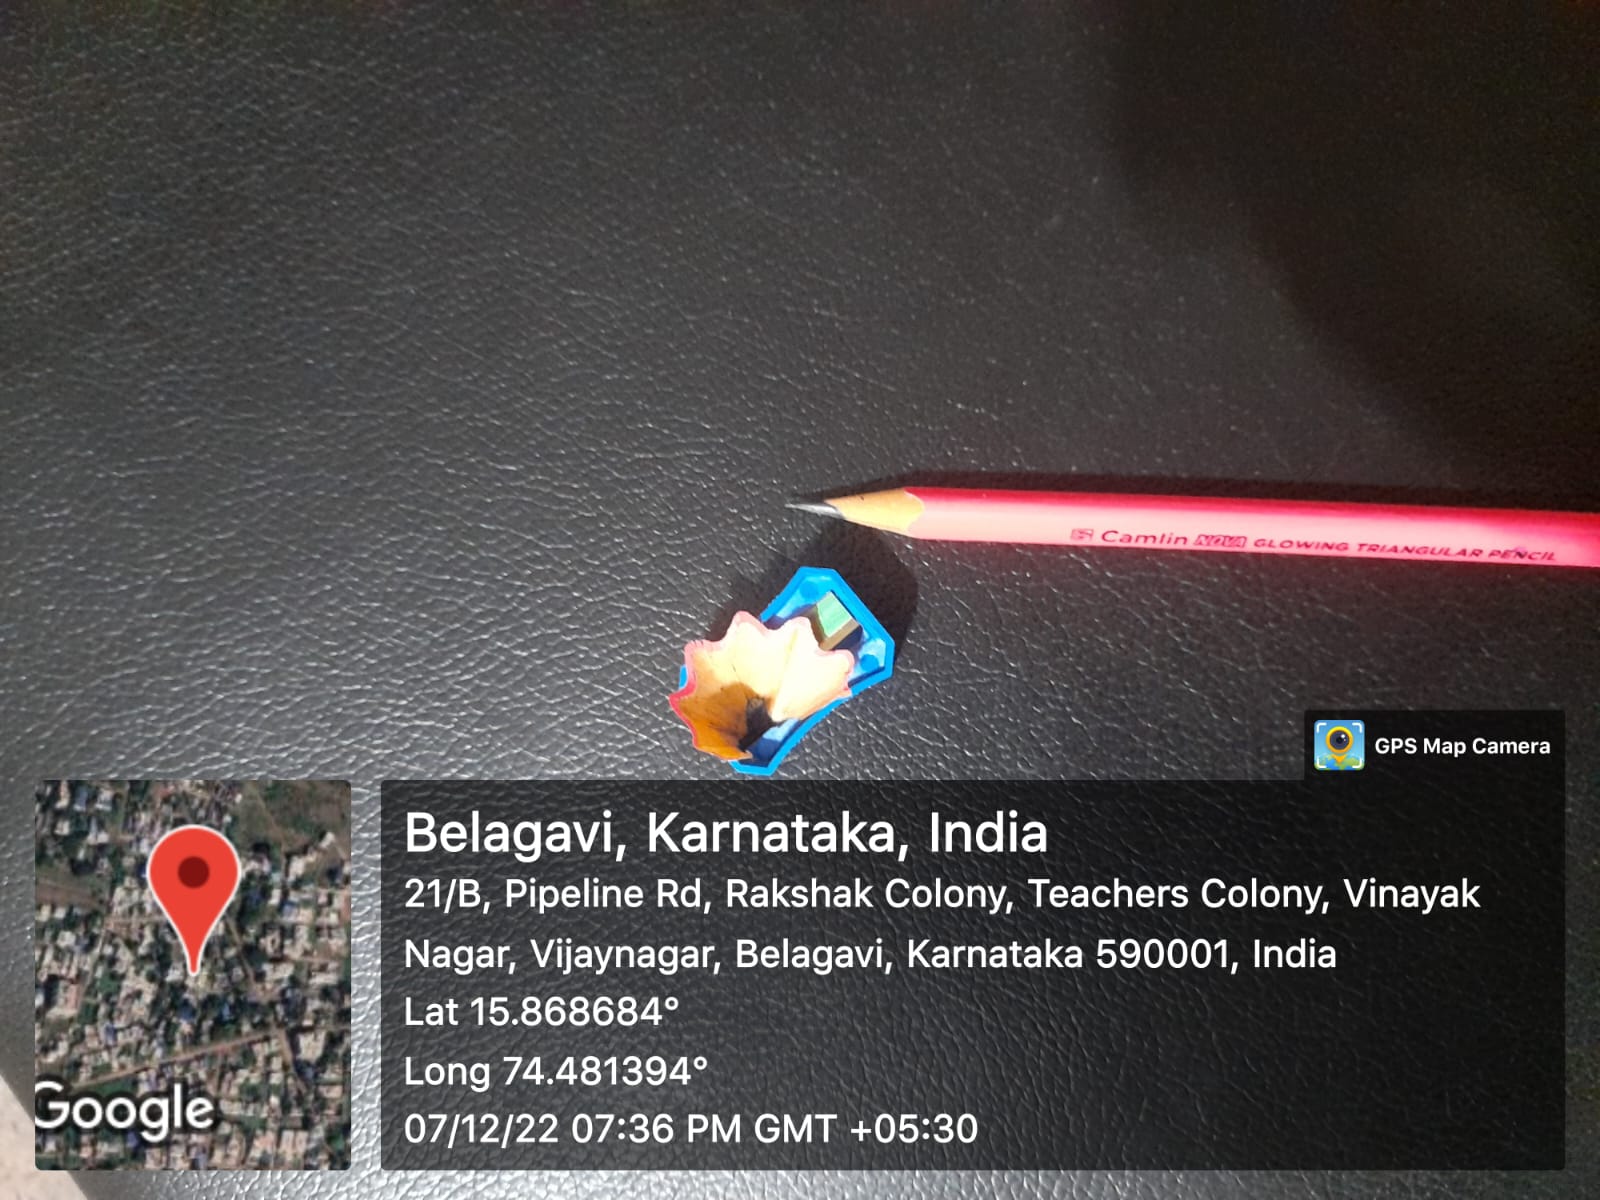 Camlin NOVA GLOWING TRIANGULAR PENCIL
GPS Map Camera
Belagavi, Karnataka, India
21/B, Pipeline Rd, Rakshak Colony, Teachers Colony, Vinayak
Nagar, Vijaynagar, Belagavi, Karnataka 590001, India
Lat 15.868684°
Long 74.481394°
07/12/22 07:36 PM GMT +05:30
Google